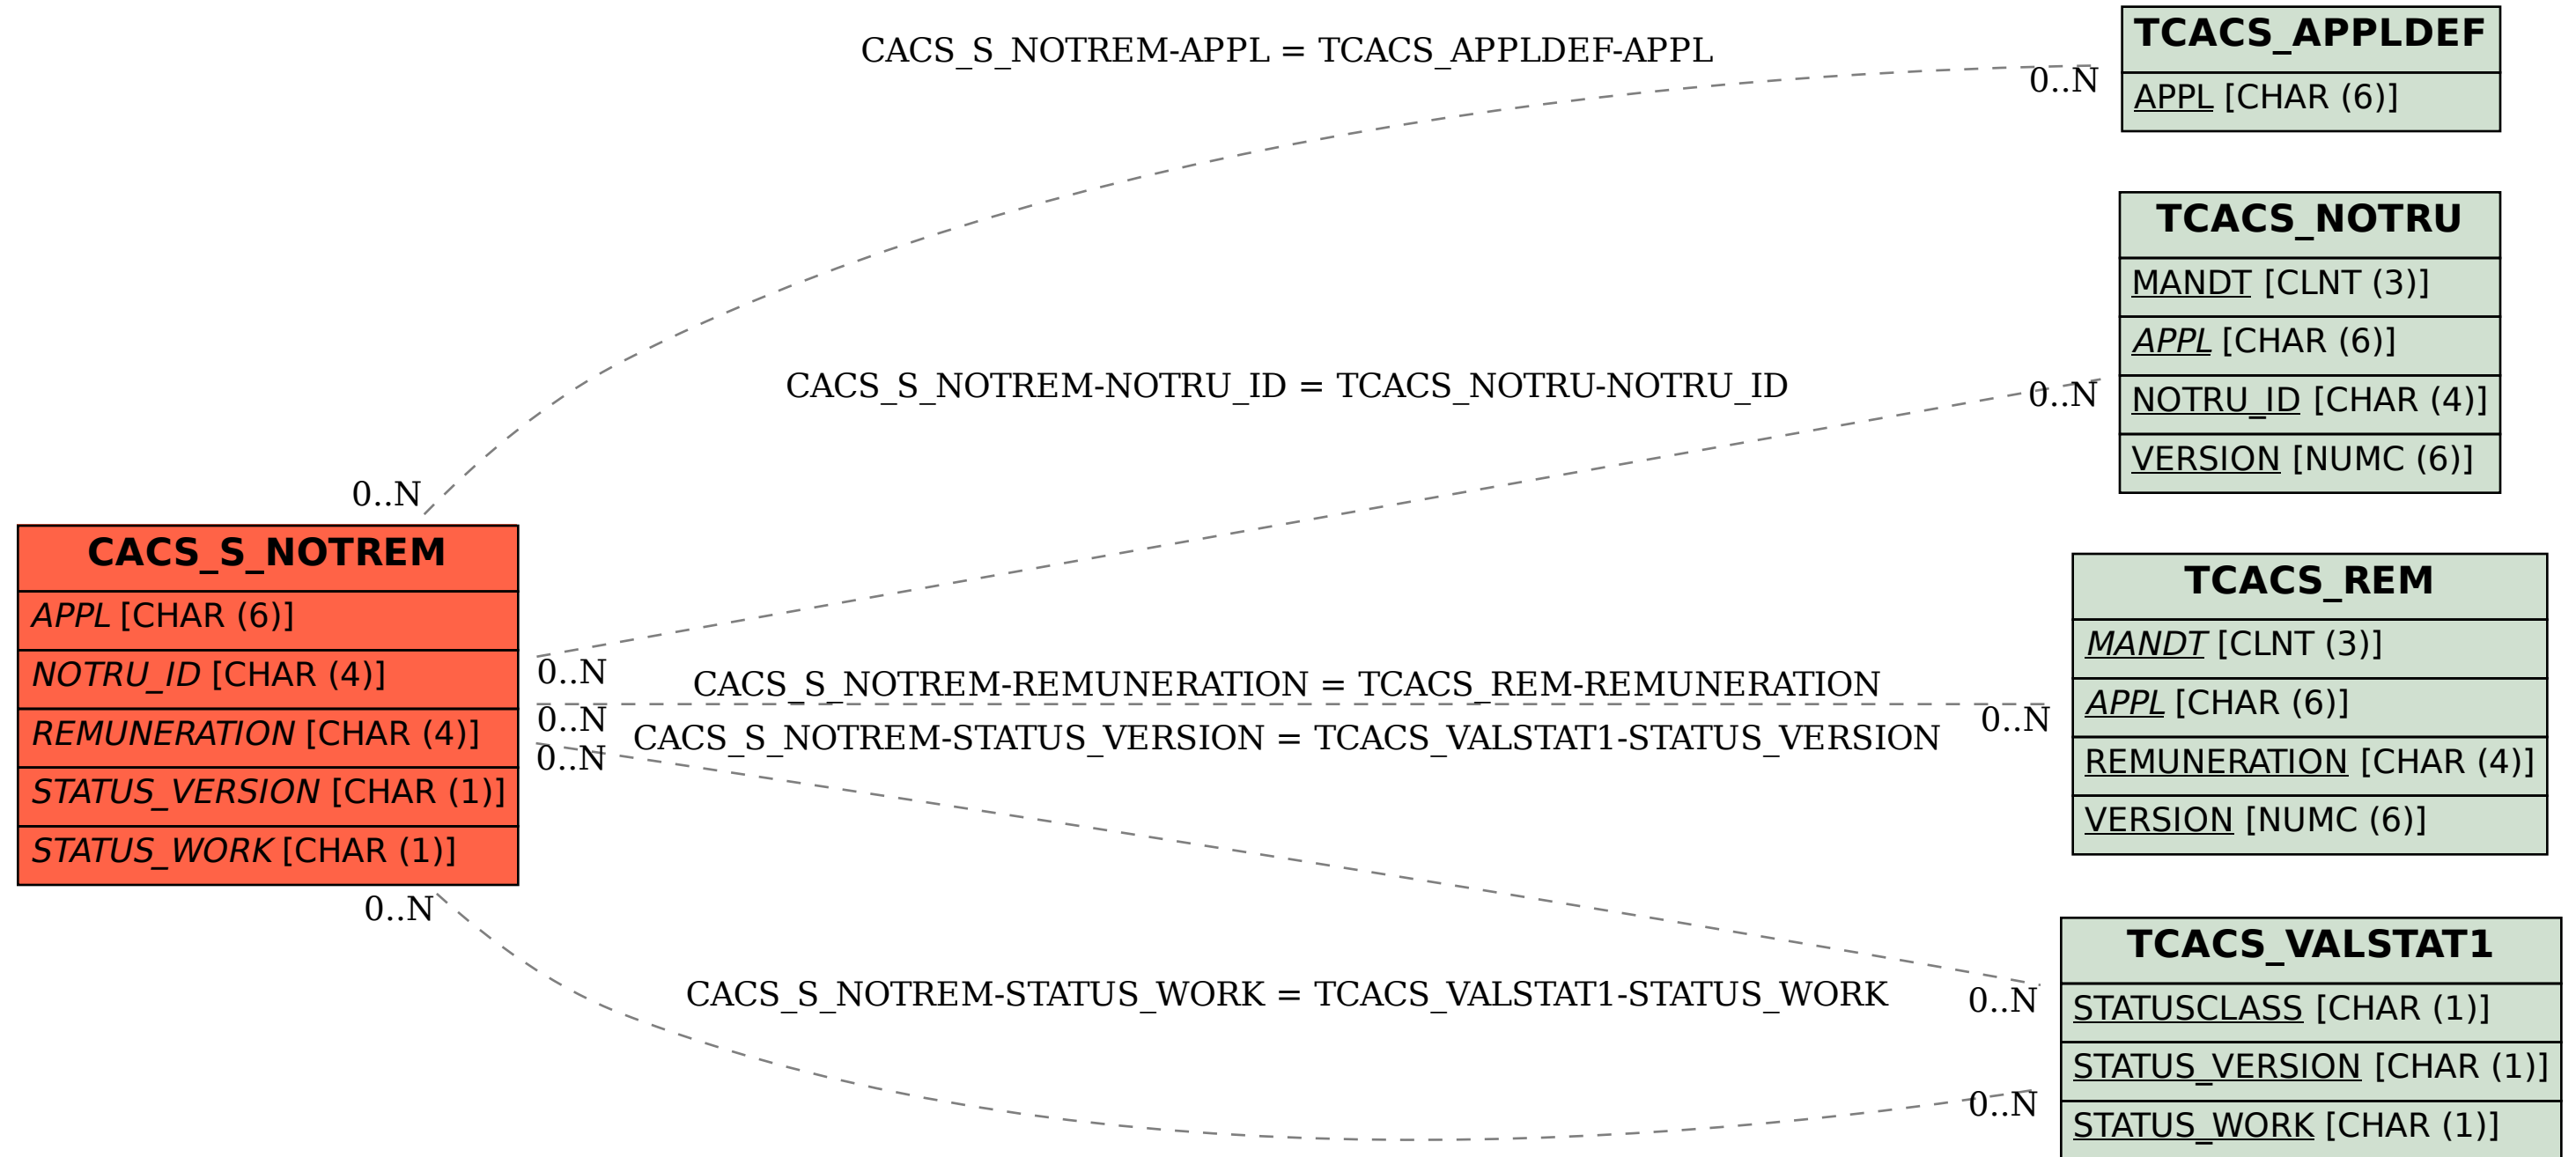 CACS_S_NOTREM-APPL = TCACS_APPLDEF-APPL
0..N
0..N
TCACS_APPLDEF
APPL [CHAR (6)]
CACS_S_NOTREM-NOTRU_ID = TCACS_NOTRU-NOTRU_ID
0..N
0..N
TCACS_NOTRU
MANDT [CLNT (3)]
APPL [CHAR (6)]
NOTRU_ID [CHAR (4)]
VERSION [NUMC (6)]
CACS_S_NOTREM
APPL [CHAR (6)]
NOTRU_ID [CHAR (4)]
REMUNERATION [CHAR (4)]
STATUS_VERSION [CHAR (1)]
STATUS_WORK [CHAR (1)]
CACS_S_NOTREM-REMUNERATION = TCACS_REM-REMUNERATION
0..N
0..N
TCACS_REM
MANDT [CLNT (3)]
APPL [CHAR (6)]
REMUNERATION [CHAR (4)]
VERSION [NUMC (6)]
CACS_S_NOTREM-STATUS_VERSION = TCACS_VALSTAT1-STATUS_VERSION
0..N
0..N
CACS_S_NOTREM-STATUS_WORK = TCACS_VALSTAT1-STATUS_WORK
0..N
0..N
TCACS_VALSTAT1
STATUSCLASS [CHAR (1)]
STATUS_VERSION [CHAR (1)]
STATUS_WORK [CHAR (1)]